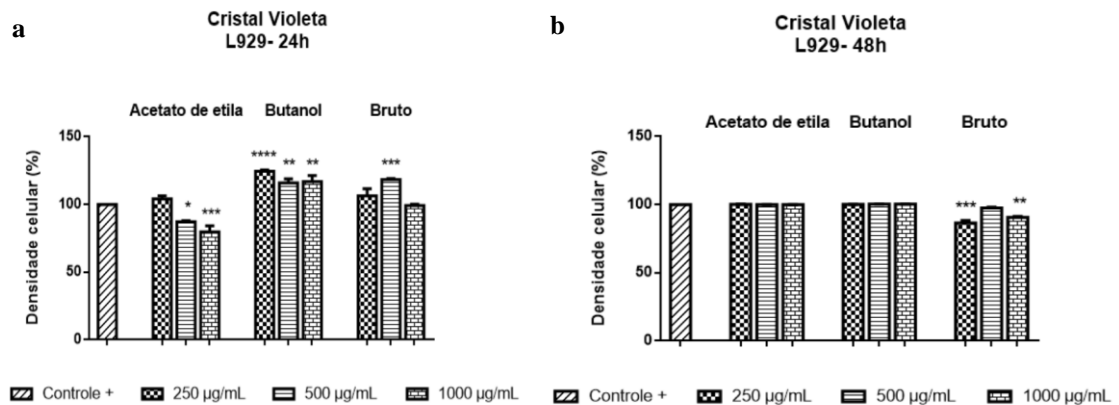 a
Cristal Violeta
L929- 24h
Acetato de etila Butanol Bruto
Densidade celular (%)
150
100
50
0
* *** **** ** ** ***
Controle + 250 µg/mL 500 µg/mL 1000 µg/mL
b
Cristal Violeta
L929- 48h
Acetato de etila Butanol Bruto
Densidade celular (%)
150
100
50
0
*** **
Controle + 250 µg/mL 500 µg/mL 1000 µg/mL